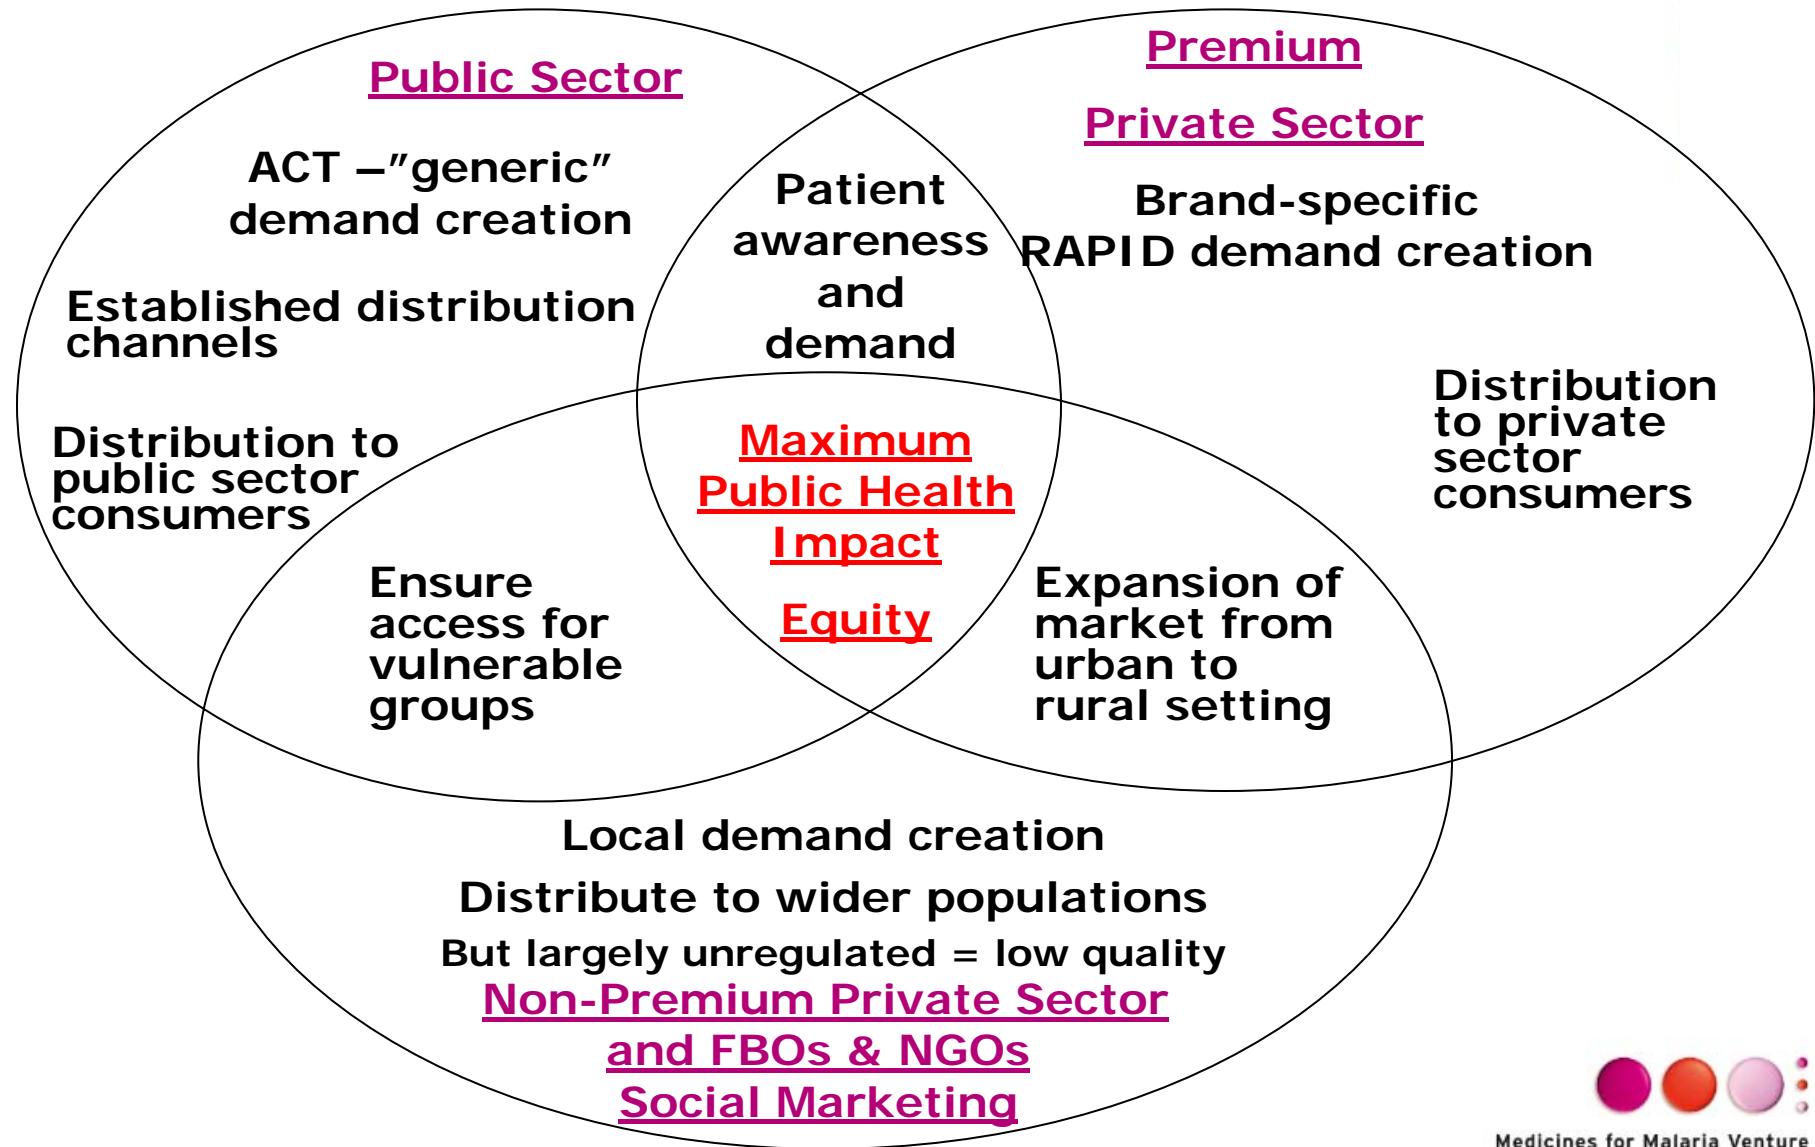 Public Sector
ACT –"generic"
demand creation
Established distribution
channels
Distribution to
public sector
consumers
Patient
awareness
and
demand
Premium
Private Sector
Brand-specific
RAPID demand creation
Distribution
to private
sector
consumers
Maximum
Public Health
Impact
Equity
Ensure
access for
vulnerable
groups
Expansion of
market from
urban to
rural setting
Local demand creation
Distribute to wider populations
But largely unregulated = low quality
Non-Premium Private Sector
and FBOs & NGOs
Social Marketing
Medicines for Malaria Venture